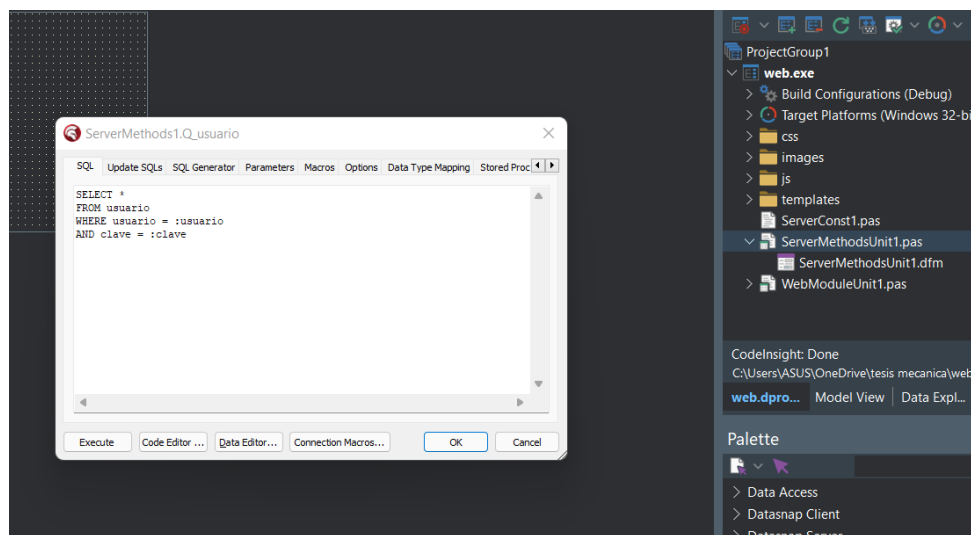 ServerMethods1.Q_usuario
SQL Update SQLs SQL Generator Parameters Macros Options Data Type Mapping Stored Proc
SELECT *
FROM usuario
WHERE usuario = :usuario
AND clave = :clave
Execute Code Editor ... Data Editor... Connection Macros... OK Cancel
ProjectGroup1
web.exe
Build Configurations (Debug)
Target Platforms (Windows 32-bi
css
images
js
templates
ServerConst1.pas
ServerMethodsUnit1.pas
ServerMethodsUnit1.dfm
WebModuleUnit1.pas
CodeInsight: Done
C:\Users\ASUS\OneDrive\tesis mecanica\web
web.dpro... Model View Data Expl...
Palette
Data Access
Datasnap Client
Datasnap Server